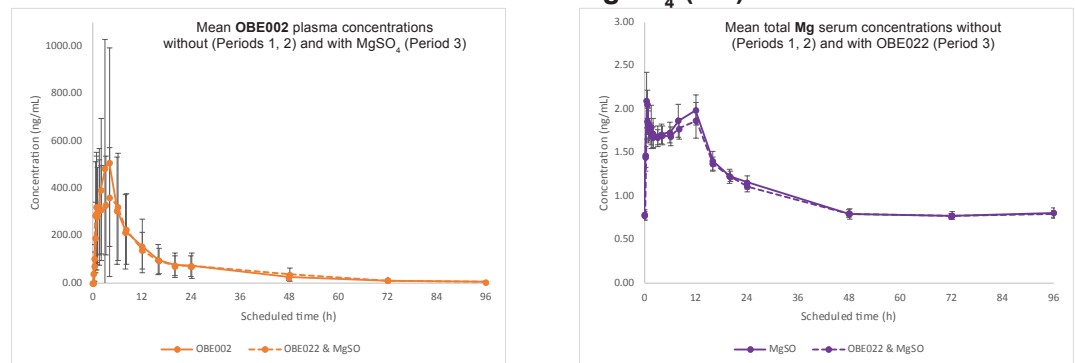 Mean OBE002 plasma concentrations
without (Periods 1, 2) and with MgSO4 (Period 3)
Concentration (ng/mL)
1000.00
800.00
600.00
400.00
200.00
0.00
0 12 24 36 48 60 72 84 96
Scheduled time (h)
OBE002 OBE022 & MgSO
Mean total Mg serum concentrations without
(Periods 1, 2) and with OBE022 (Period 3)
Concentration (ng/mL)
3.00
2.50
2.00
1.50
1.00
0.50
0.00
0 12 24 36 48 60 72 84 96
Scheduled time (h)
MgSO OBE022 & MgSO